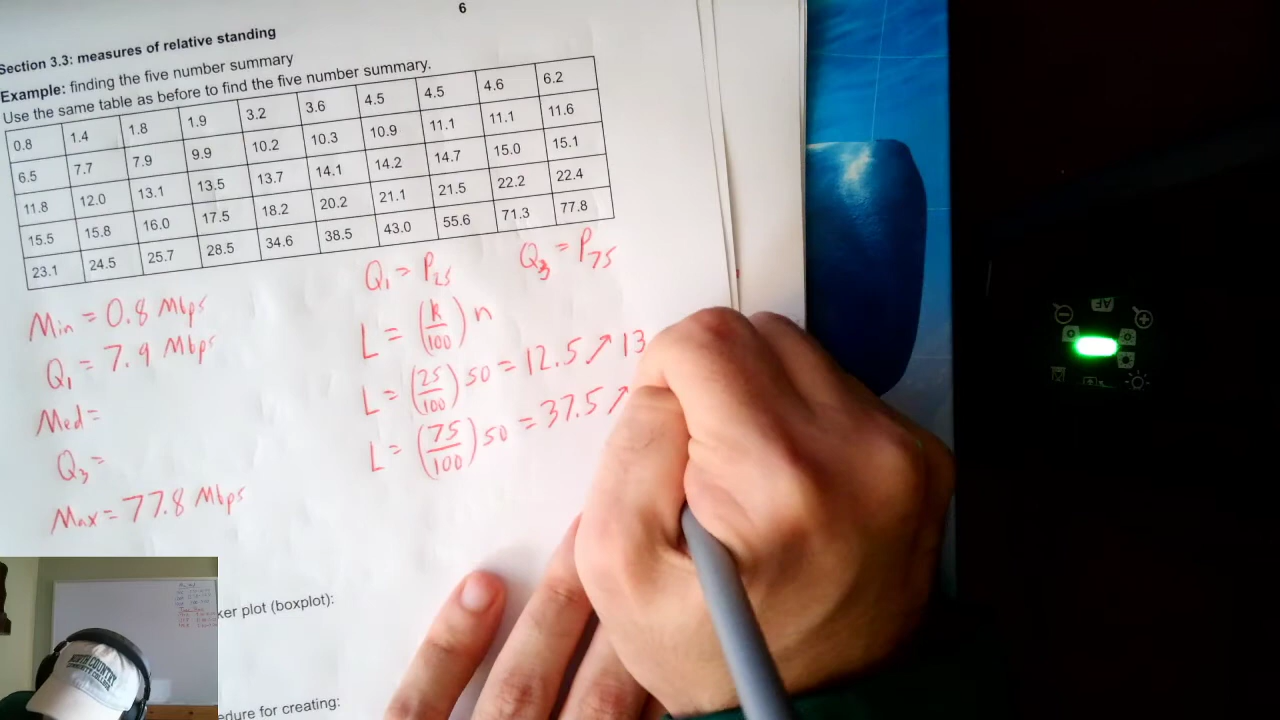 6
Section 3.3: measures of relative standing
Example: finding the five number summary
Use the same table as before to find the five number summary.
0.8 1.4 1.8 1.9 3.2 3.6 4.5 4.5 4.6 6.2
6.5 7.7 7.9 9.9 10.2 10.3 10.9 11.1 11.1 11.6
11.8 12.0 13.1 13.5 13.7 14.1 14.2 14.7 15.0 15.1
15.5 15.8 16.0 17.5 18.2 20.2 21.1 21.5 22.2 22.4
23.1 24.5 25.7 28.5 34.6 38.5 43.0 55.6 71.3 77.8
Q₁ = P₂₅ Q₃ = P₇₅
Min = 0.8 Mbps
L = (k/100) n
Q₁ = 7.9 Mbps
L = (25/100) 50 = 12.5 ↗ 13
Med =
L = (75/100) 50 = 37.5 ↗
Q₃ =
Max = 77.8 Mbps
ker plot (boxplot):
edure for creating:
AF